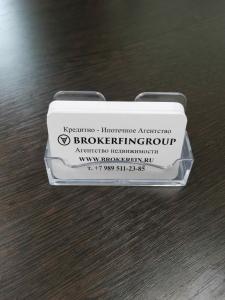 Кредитно - Ипотечное Агентство
BROKERFINGROUP
Агентство недвижимости
WWW.BROKERFIN.RU
т. +7 989 511-23-85